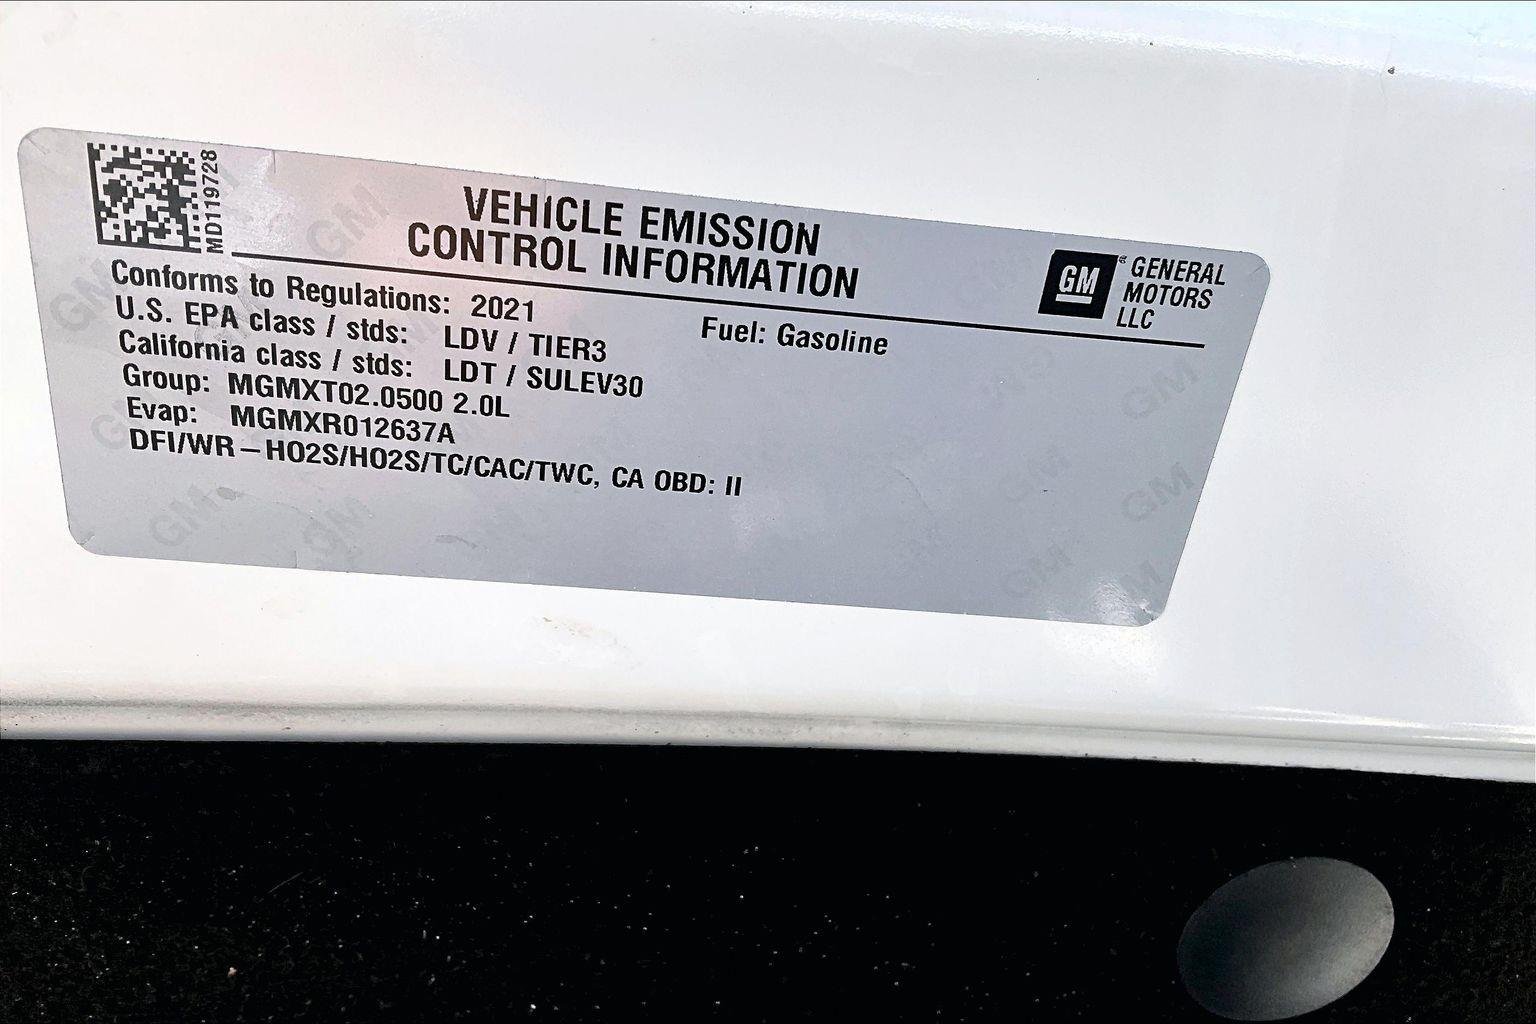 MD119728
VEHICLE EMISSION
CONTROL INFORMATION
GM
GENERAL
MOTORS
LLC
Conforms to Regulations: 2021
Fuel: Gasoline
U.S. EPA class / stds: LDV / TIER3
California class / stds: LDT / SULEV30
Group: MGMXT02.0500 2.0L
Evap: MGMXR012637A
DFI/WR – HO2S/HO2S/TC/CAC/TWC, CA OBD: II